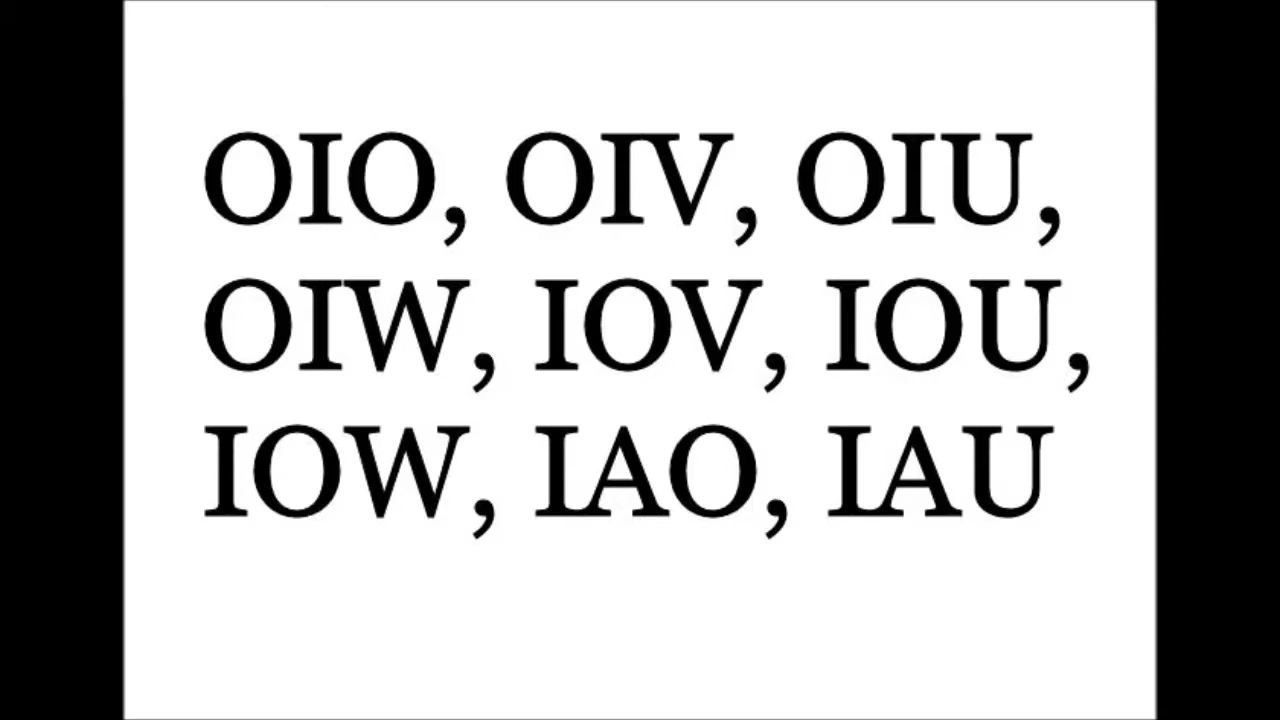 OIO, OIV, OIU,
OIW, IOV, IOU,
IOW, IAO, IAU